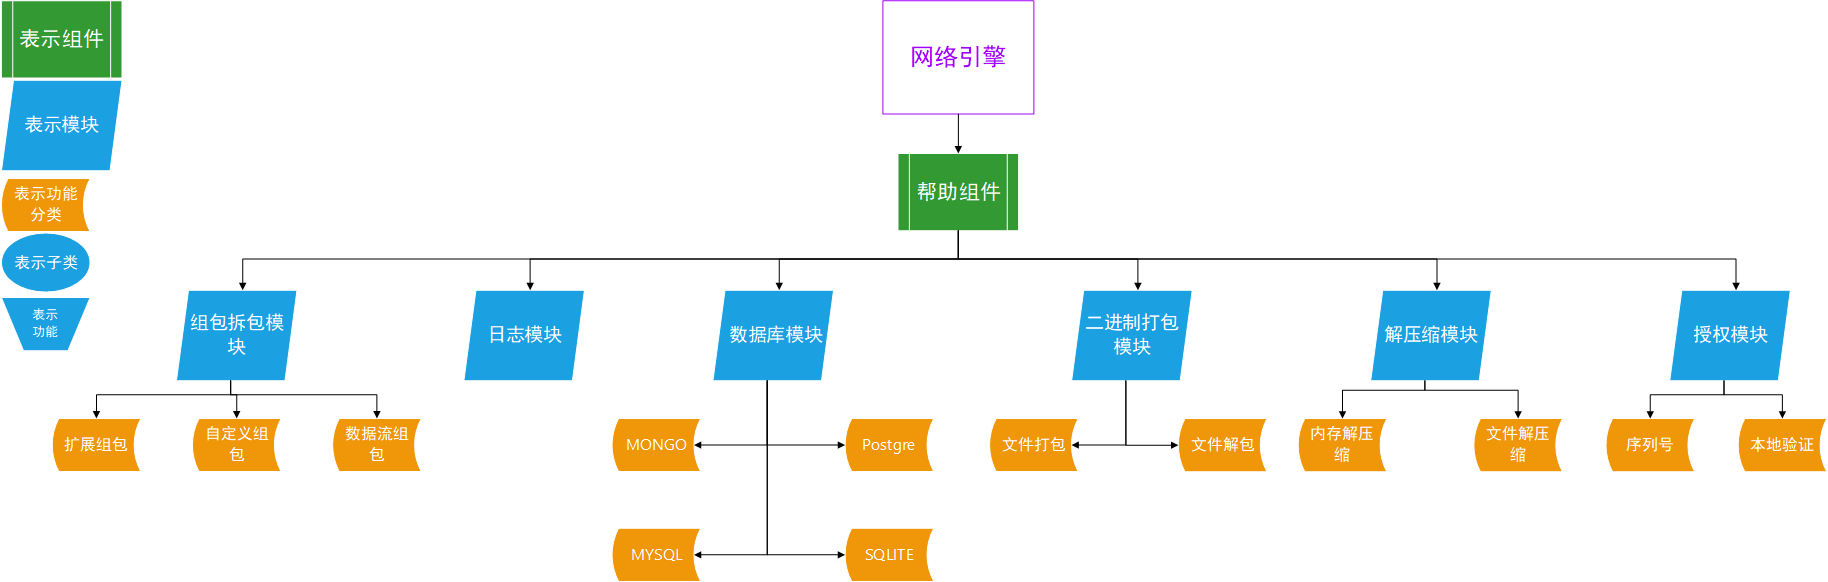 表示组件
表示模块
表示功能
分类
表示子类
表示
功能
网络引擎
帮助组件
组包拆包模
块
日志模块
数据库模块
二进制打包
模块
解压缩模块
授权模块
扩展组包
自定义组
包
数据流组
包
MONGO
Postgre
文件打包
文件解包
内存解压
缩
文件解压
缩
序列号
本地验证
MYSQL
SQLITE